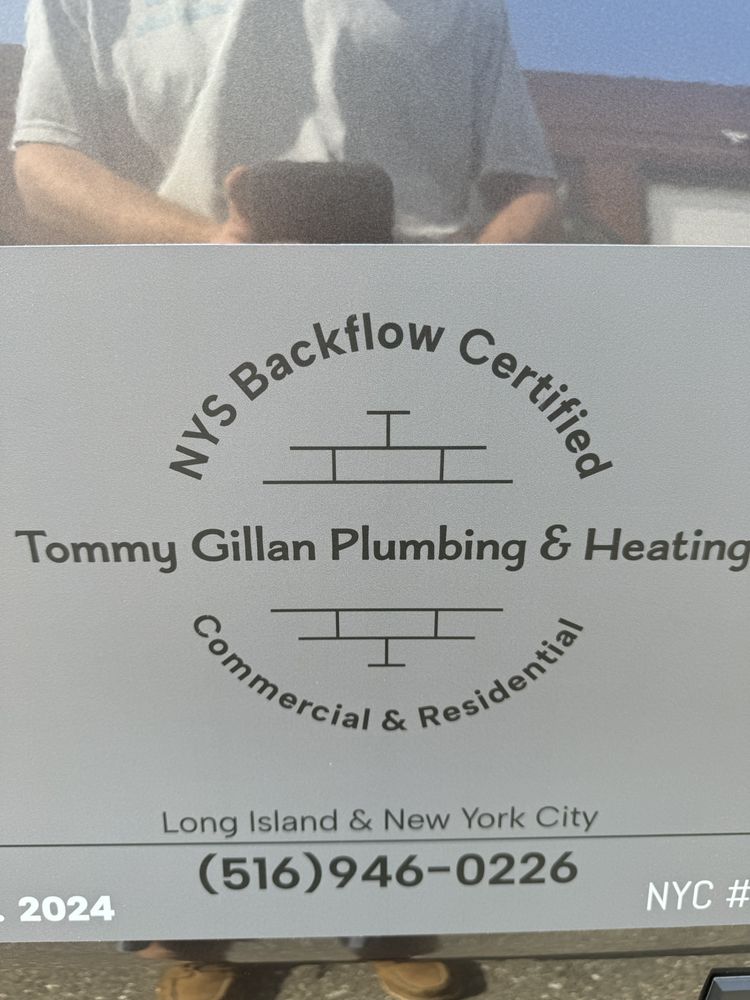 NYS Backflow Certified
Tommy Gillan Plumbing & Heating
Commercial & Residential
Long Island & New York City
(516)946-0226
. 2024
NYC #